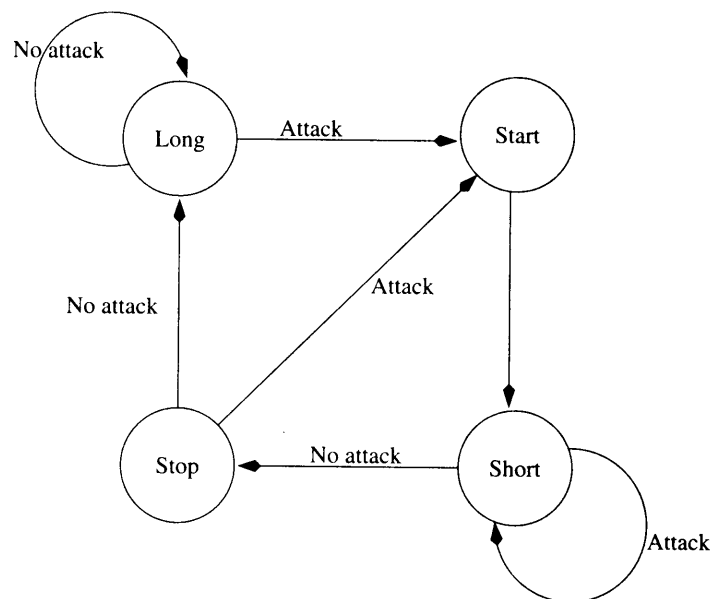 No attack
Long
Attack
Start
No attack
Attack
Stop
No attack
Short
Attack